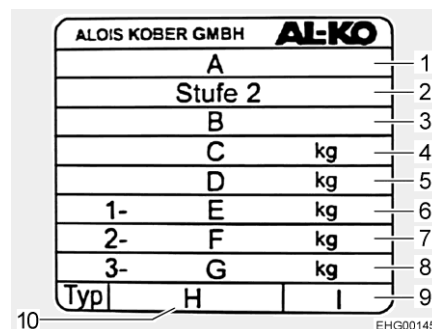 ALOIS KOBER GMBH AL-KO
A 1
Stufe 2 2
B 3
C kg 4
D kg 5
1- E kg 6
2- F kg 7
3- G kg 8
Typ H I 9
10 EHG00145